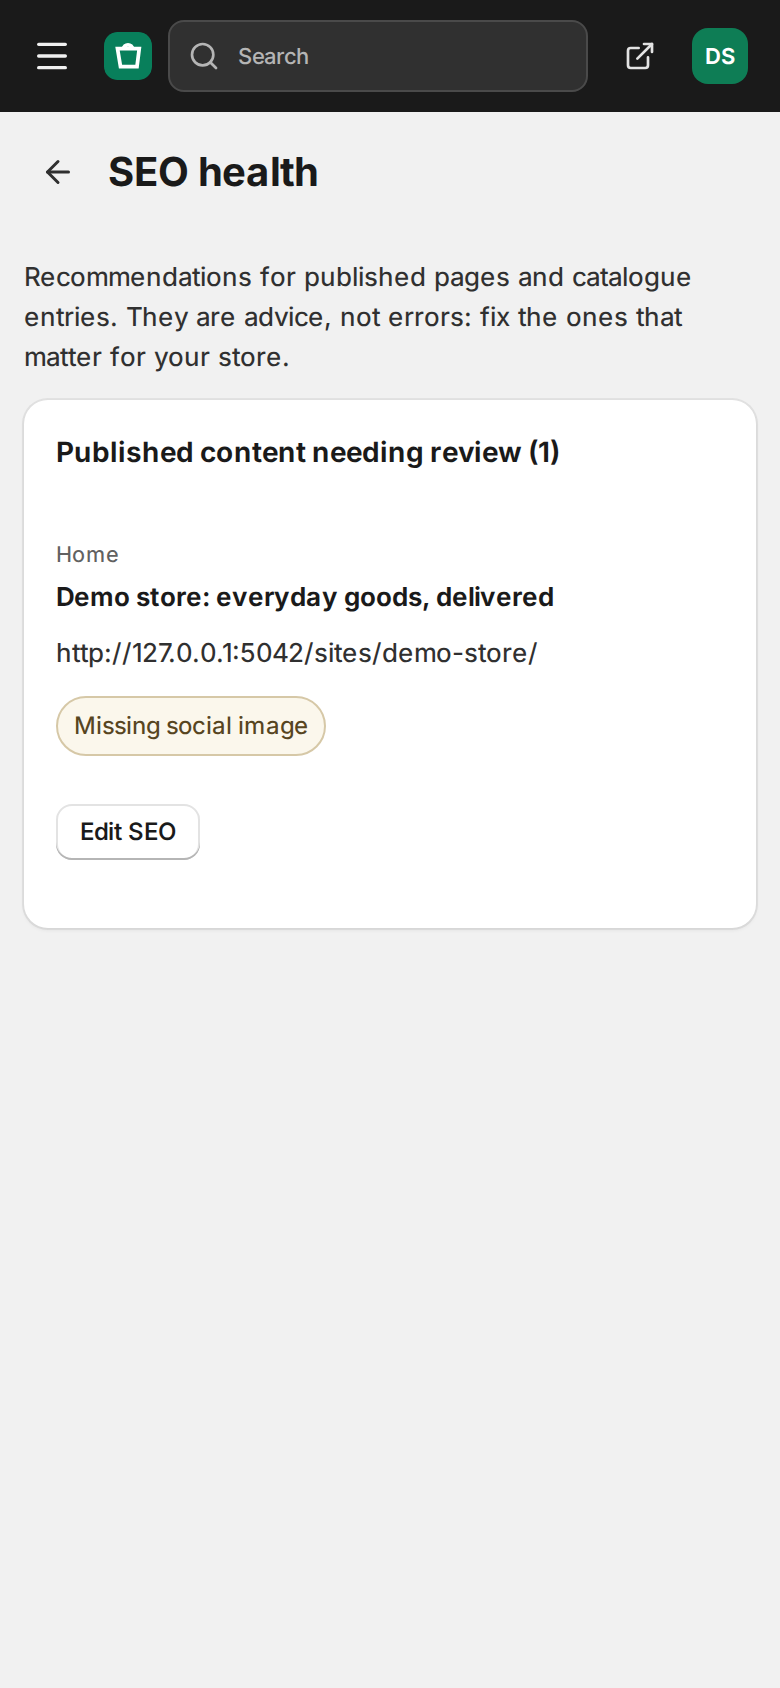 Search
DS
SEO health
Recommendations for published pages and catalogue
entries. They are advice, not errors: fix the ones that
matter for your store.
Published content needing review (1)
Home
Demo store: everyday goods, delivered
http://127.0.0.1:5042/sites/demo-store/
Missing social image
Edit SEO